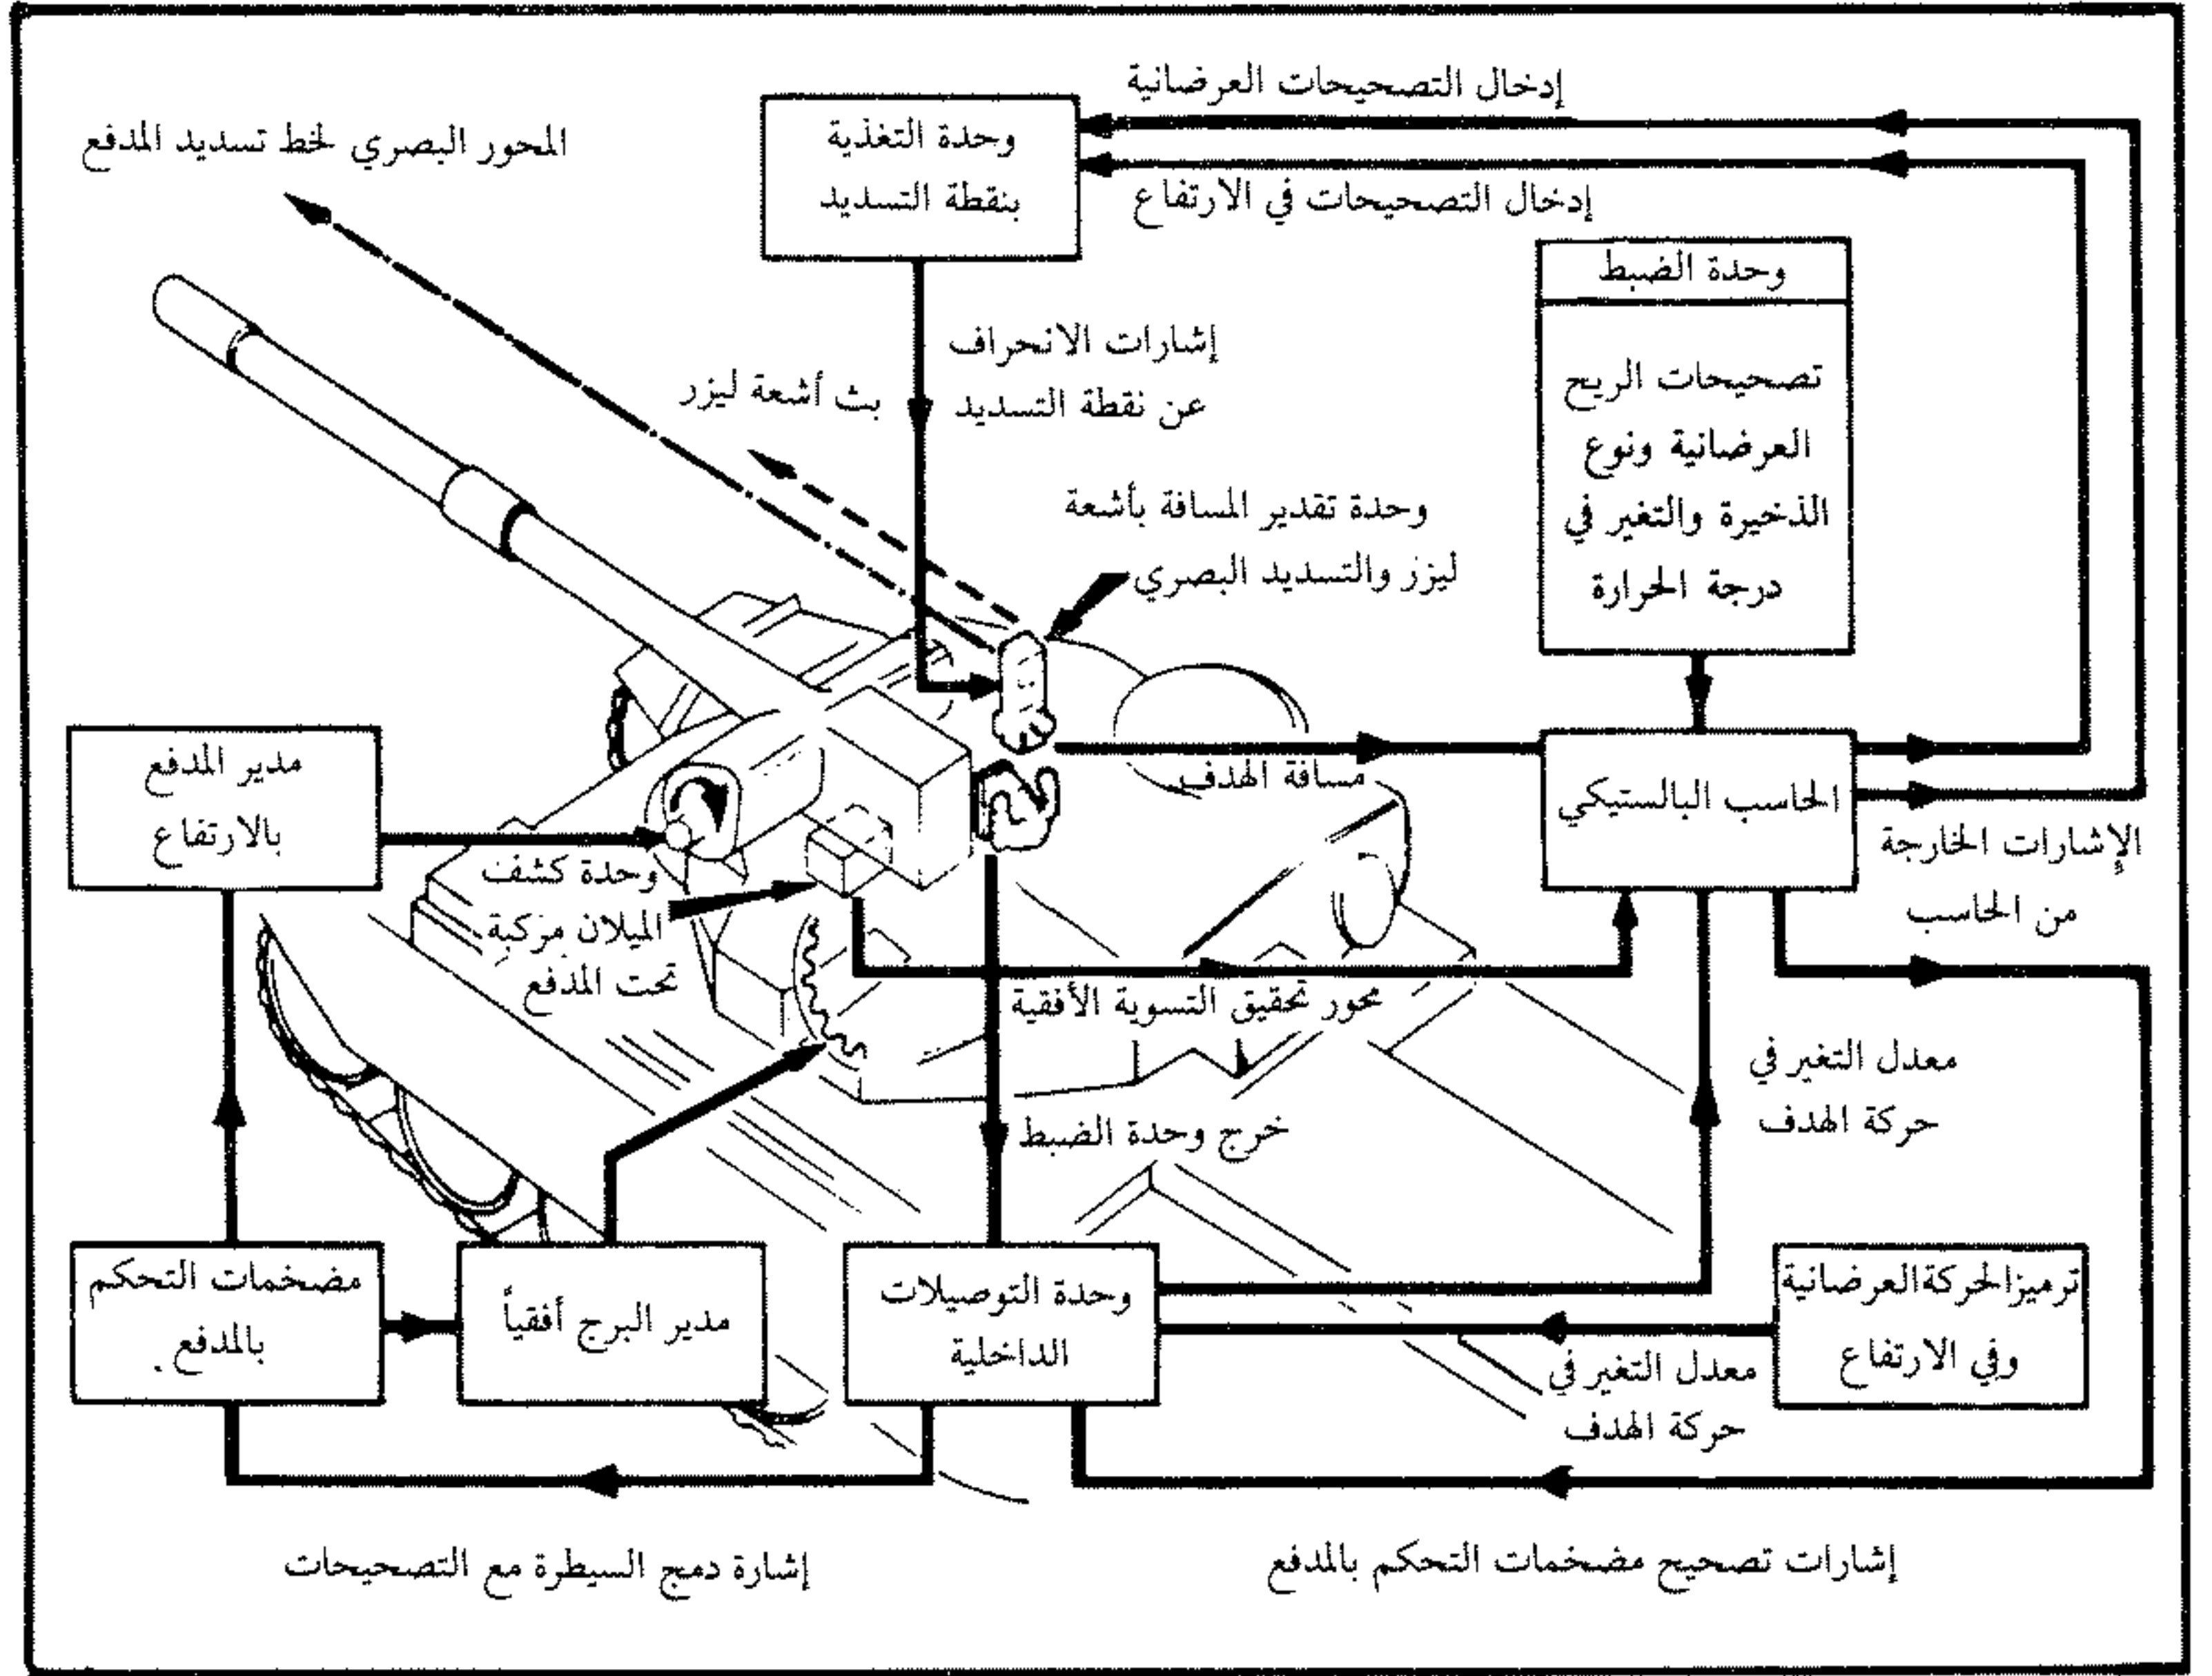 إدخال التصحيحات العرضانية
وحدة التغذية
بنقطة التسديد
إدخال التصحيحات في الارتفاع
المحور البصري لخط تسديد المدفع
وحدة الضبط
تصحيحات الريح
العرضانية ونوع
الذخيرة والتغير في
درجة الحرارة
إشارات الانحراف
عن نقطة التسديد
بث أشعة ليزر
وحدة تقدير المسافة بأشعة
ليزر والتسديد البصري
مسافة الهدف
الحاسب البالستيكي
الإشارات الخارجة
من الحاسب
مدير المدفع
بالارتفاع
وحدة كشف
الميلان مركبة
تحت المدفع
محور تحقيق التسوية الأفقية
معدل التغير في
حركة الهدف
خرج وحدة الضبط
ترميز الحركة العرضانية
وفي الارتفاع
وحدة التوصيلات
الداخلية
مدير البرج أفقياً
مضخمات التحكم
بالمدفع .
معدل التغير في
حركة الهدف
إشارات تصحيح مضخمات التحكم بالمدفع
إشارة دمج السيطرة مع التصحيحات